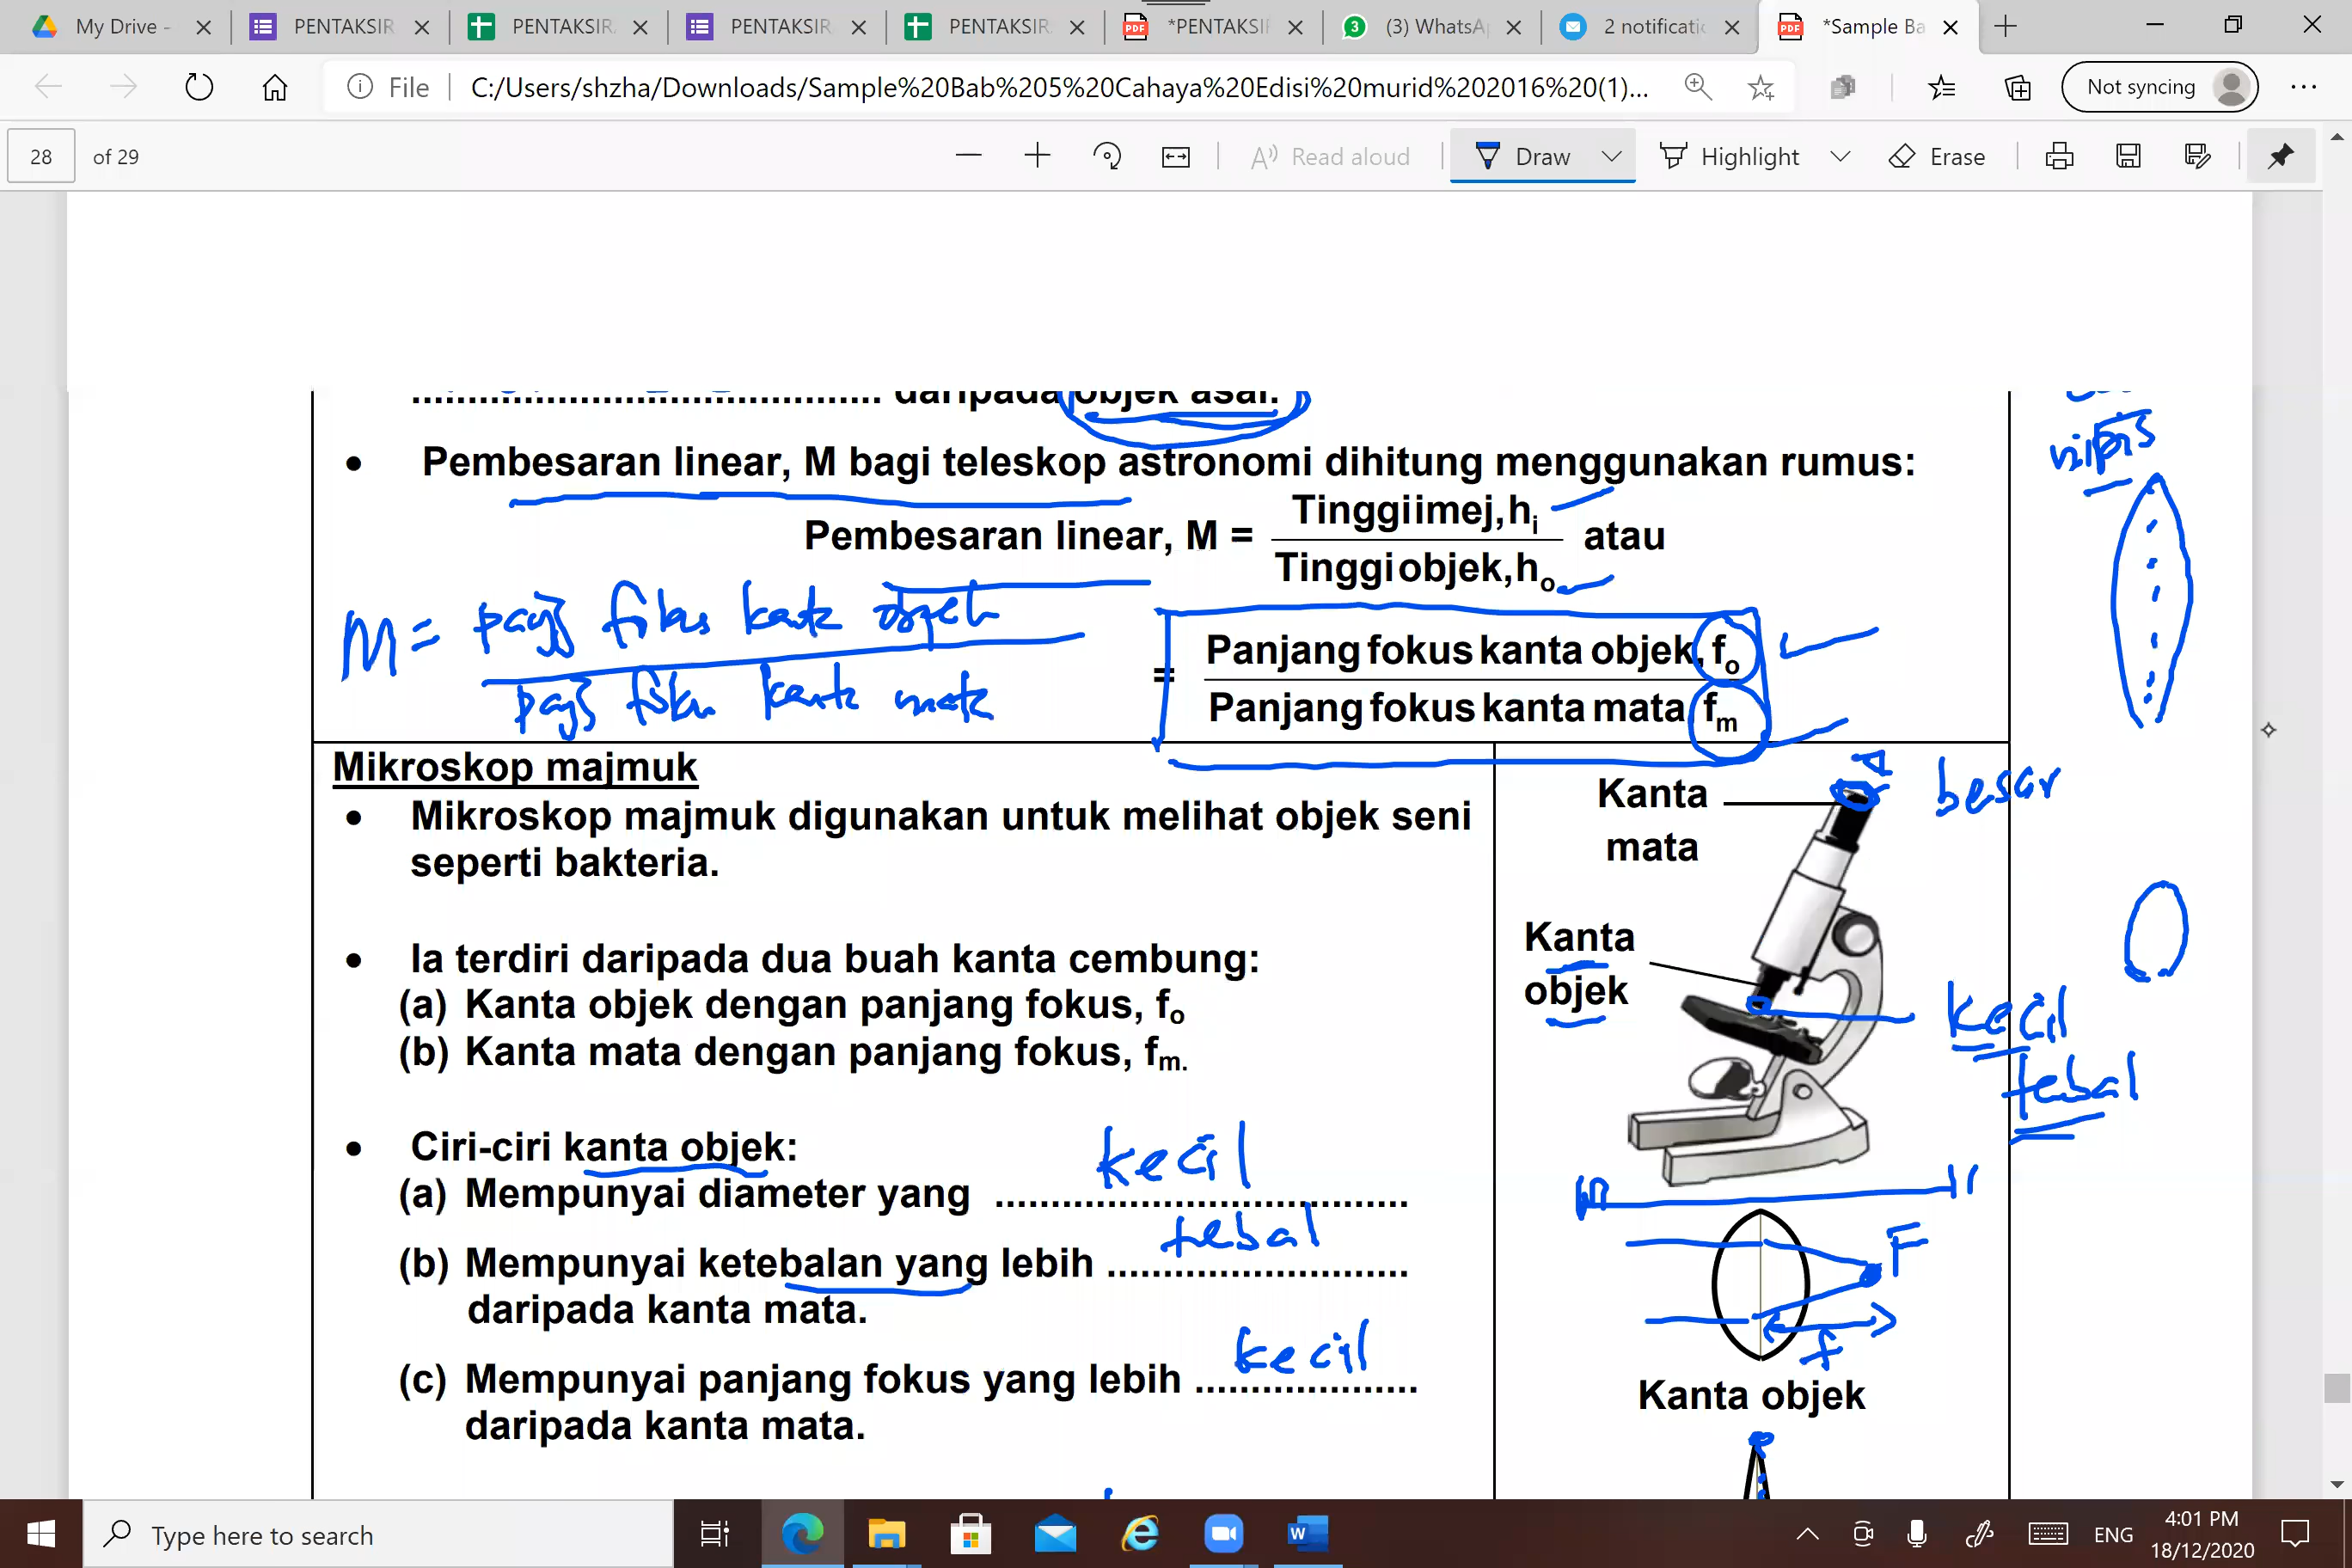 My Drive -
PENTAKSIR
PENTAKSIR
PENTAKSIR
PENTAKSIR
*PENTAKSI
(3) WhatsA
2 notificatio
*Sample Ba
File
C:/Users/shzha/Downloads/Sample%20Bab%205%20Cahaya%20Edisi%20murid%202016%20(1)...
Not syncing
28
of 29
Read aloud
Draw
Highlight
Erase
daripada objek asal.
nipis
• Pembesaran linear, M bagi teleskop astronomi dihitung menggunakan rumus:
Pembesaran linear, M = Tinggi imej, hi
atau
Tinggi objek, ho
M = fokus kanta objek
kanta mata
= Panjang fokus kanta objek, fo
Panjang fokus kanta mata, fm
Mikroskop majmuk
• Mikroskop majmuk digunakan untuk melihat objek seni
seperti bakteria.
• Ia terdiri daripada dua buah kanta cembung:
(a) Kanta objek dengan panjang fokus, fo
(b) Kanta mata dengan panjang fokus, fm.
• Ciri-ciri kanta objek:
(a) Mempunyai diameter yang kecil
(b) Mempunyai ketebalan yang lebih tebal
daripada kanta mata.
(c) Mempunyai panjang fokus yang lebih kecil
daripada kanta mata.
Kanta
mata
besar
Kanta
objek
kecil
tebal
F
f
Kanta objek
Type here to search
ENG
4:01 PM
18/12/2020